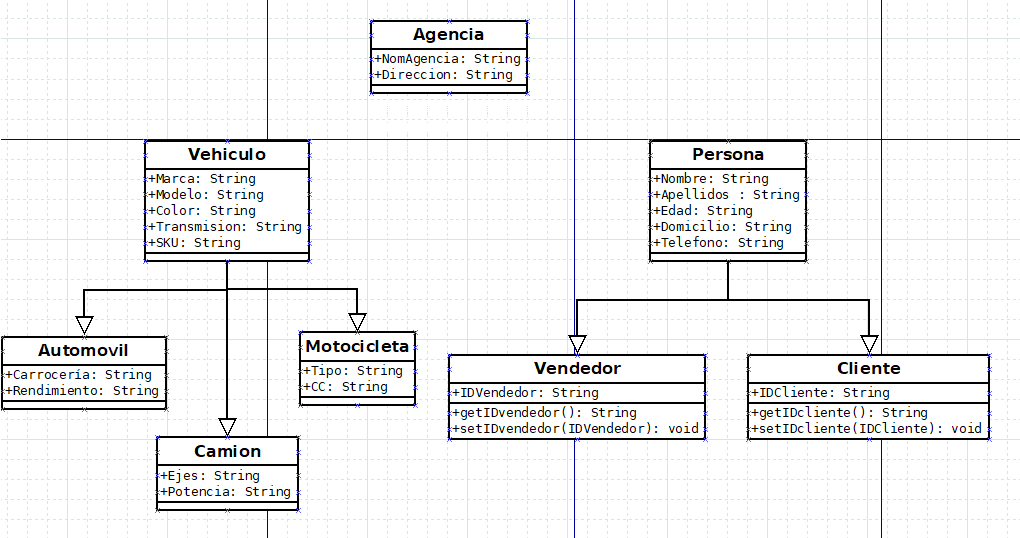 Agencia
+NomAgencia: String
+Direccion: String
Vehiculo
+Marca: String
+Modelo: String
+Color: String
+Transmision: String
+SKU: String
Persona
+Nombre: String
+Apellidos : String
+Edad: String
+Domicilio: String
+Telefono: String
Automovil
+Carrocería: String
+Rendimiento: String
Motocicleta
+Tipo: String
+CC: String
Camion
+Ejes: String
+Potencia: String
Vendedor
+IDVendedor: String
+getIDvendedor(): String
+setIDvendedor(IDVendedor): void
Cliente
+IDCliente: String
+getIDcliente(): String
+setIDcliente(IDCliente): void